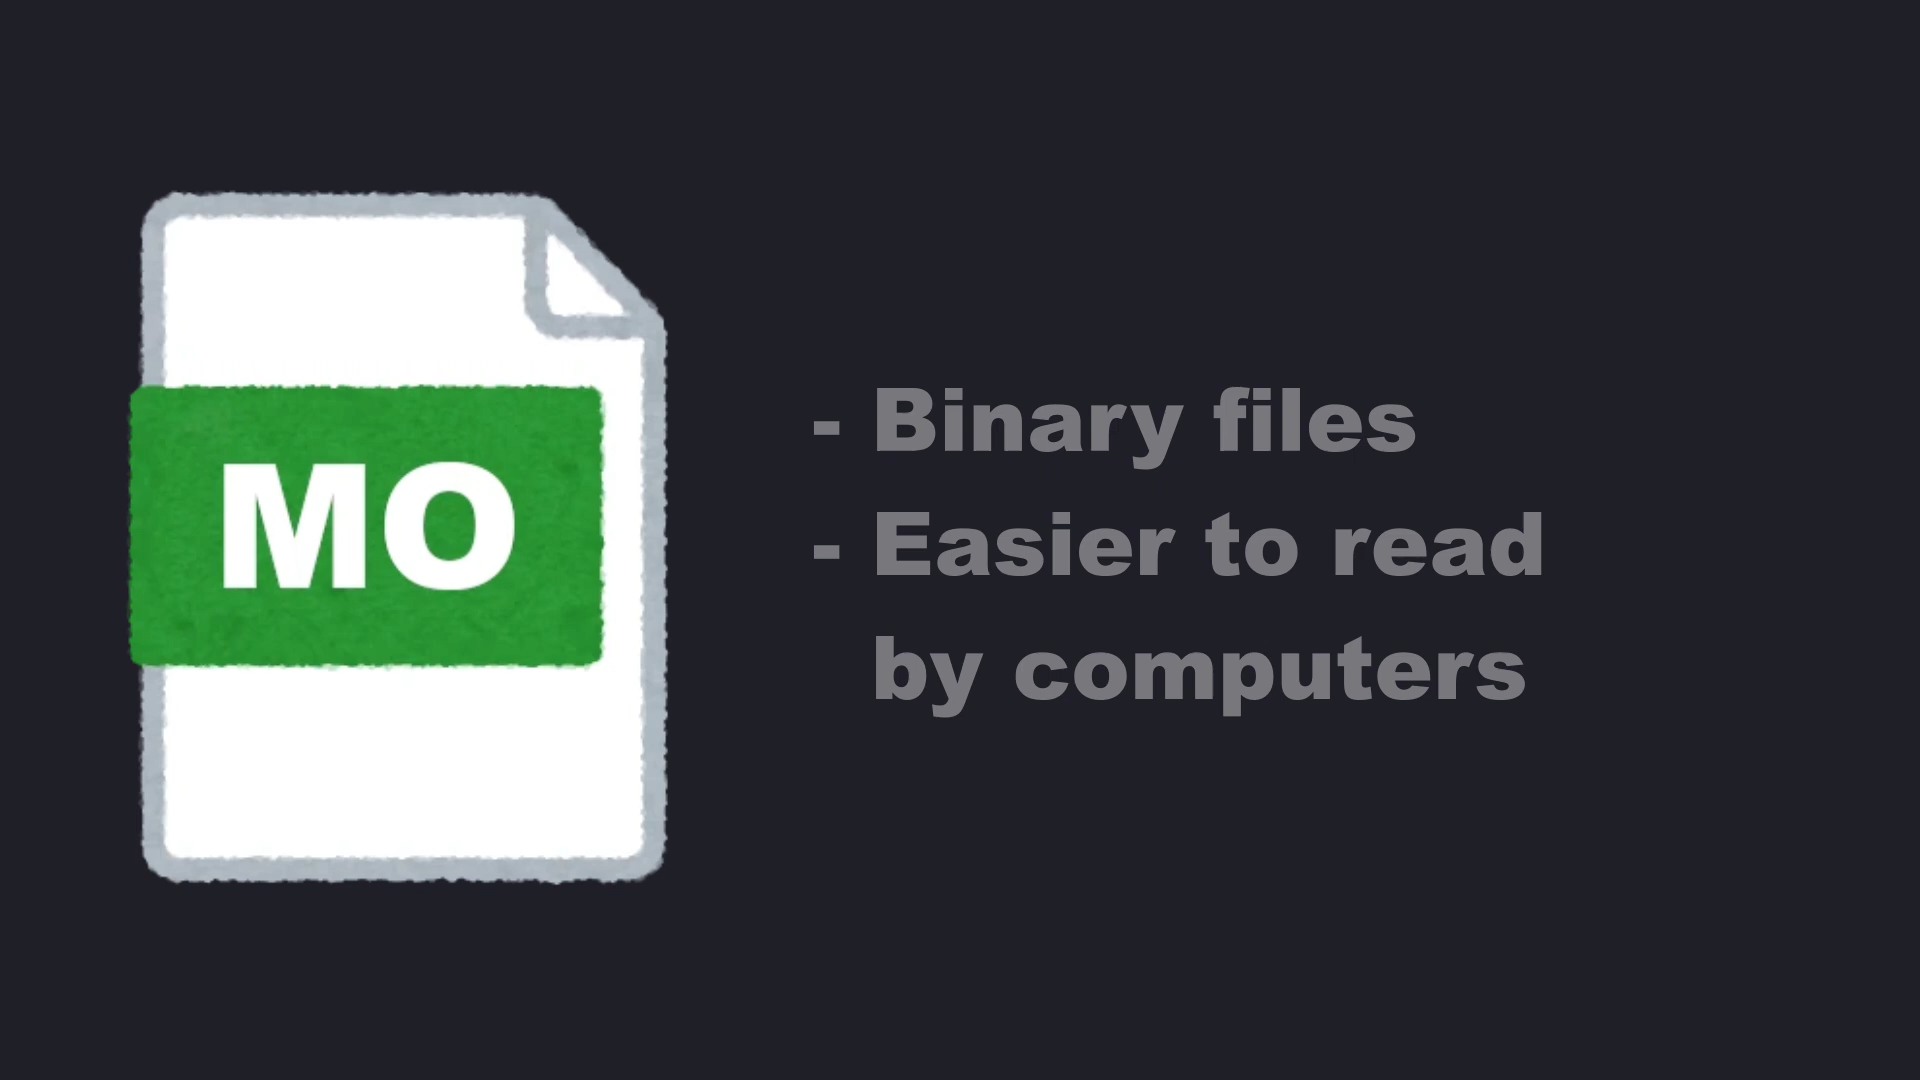 MO
- Binary files
- Easier to read
by computers